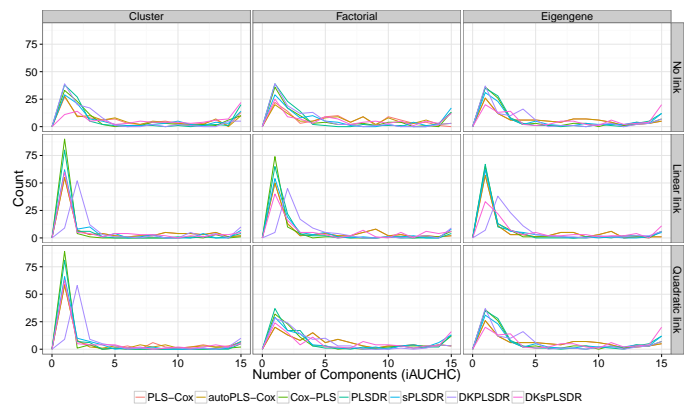 Cluster Factorial Eigengene
75
50
25
0
No link
75
50
25
0
Linear link
75
50
25
0
Quadratic link
Count
0 5 10 15 0 5 10 15 0 5 10 15
Number of Components (iAUCHC)
PLS−Cox autoPLS−Cox Cox−PLS PLSDR sPLSDR DKPLSDR DKsPLSDR